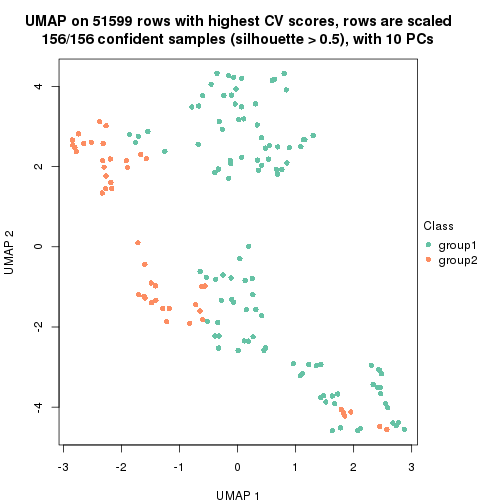 UMAP on 51599 rows with highest CV scores, rows are scaled
156/156 confident samples (silhouette > 0.5), with 10 PCs
4
2
0
-2
-4
UMAP 2
-3
-2
-1
0
1
2
3
UMAP 1
Class
group1
group2